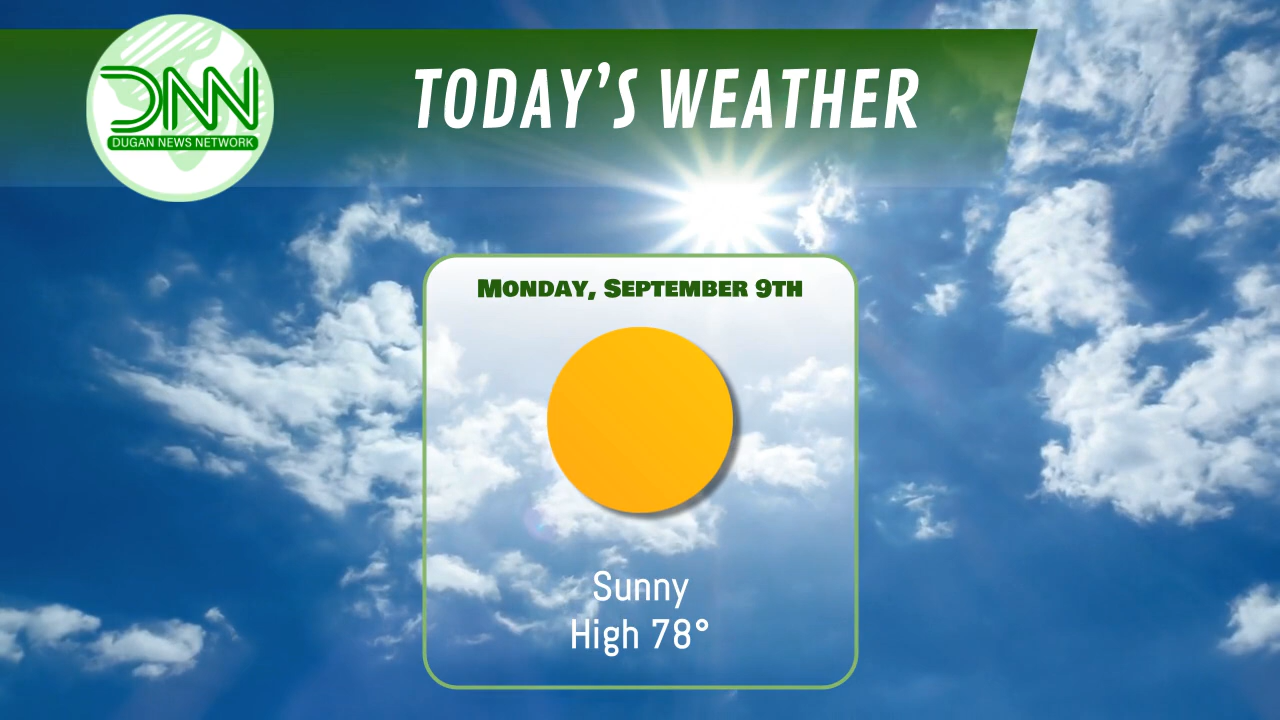 DNN
DUGAN NEWS NETWORK
TODAY'S WEATHER
Monday, September 9th
Sunny
High 78°